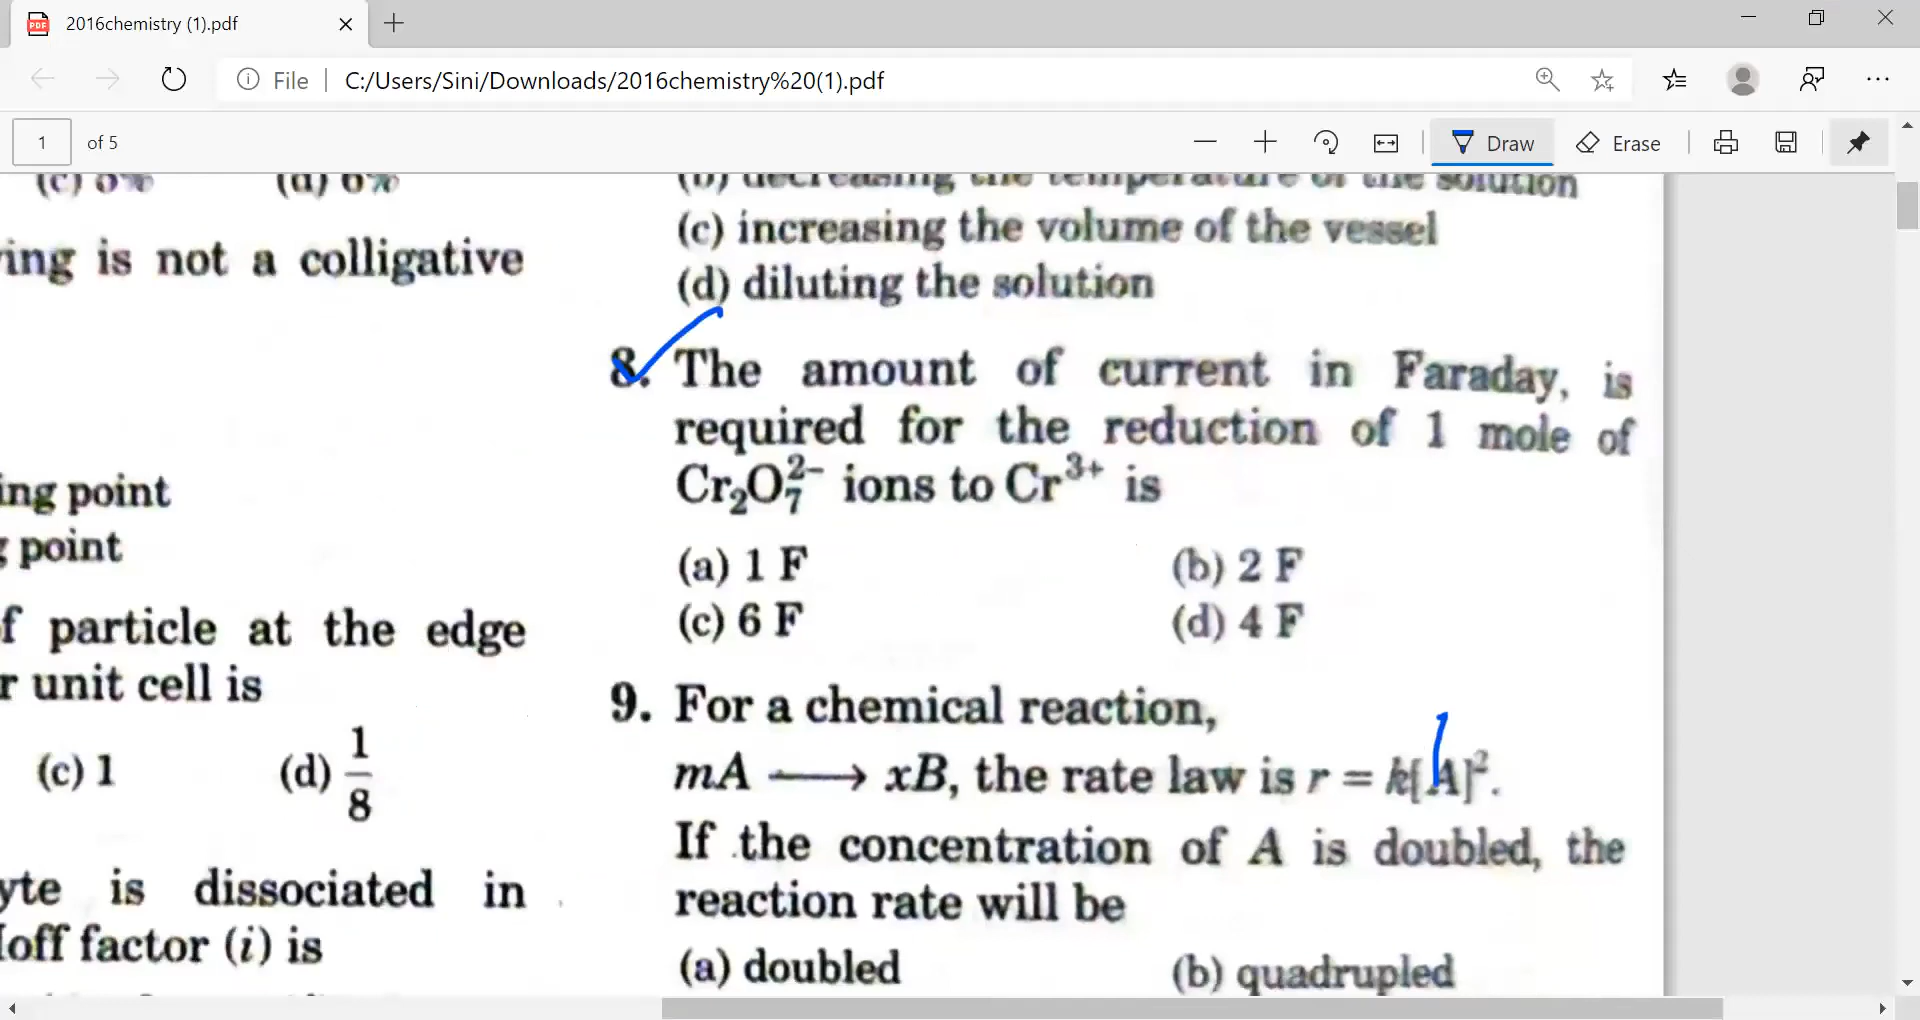 2016chemistry (1).pdf
File | C:/Users/Sini/Downloads/2016chemistry%20(1).pdf
1 of 5
Draw
Erase
(d) 6%
ing is not a colligative
ing point
point
f particle at the edge
r unit cell is
(c) 1 (d) 1/8
yte is dissociated in
off factor (i) is
(b) decreasing the temperature of the solution
(c) increasing the volume of the vessel
(d) diluting the solution
8. The amount of current in Faraday, is
required for the reduction of 1 mole of
Cr₂O₇²⁻ ions to Cr³⁺ is
(a) 1 F (b) 2 F
(c) 6 F (d) 4 F
9. For a chemical reaction,
mA ⟶ xB, the rate law is r = k[A]².
If the concentration of A is doubled, the
reaction rate will be
(a) doubled (b) quadrupled